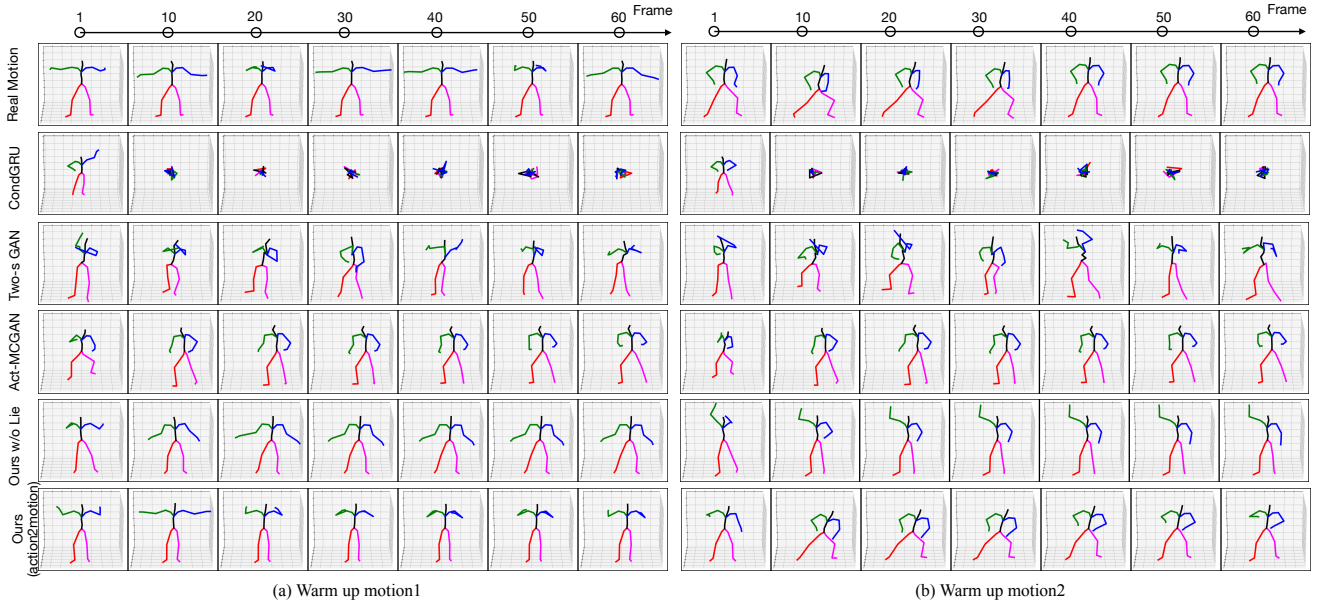 1 10 20 30 40 50 60 Frame
1 10 20 30 40 50 60 Frame
Real Motion
CondGRU
Two-s GAN
Act-MCGAN
Ours w/o Lie
Ours
(action2motion)
(a) Warm up motion1
(b) Warm up motion2